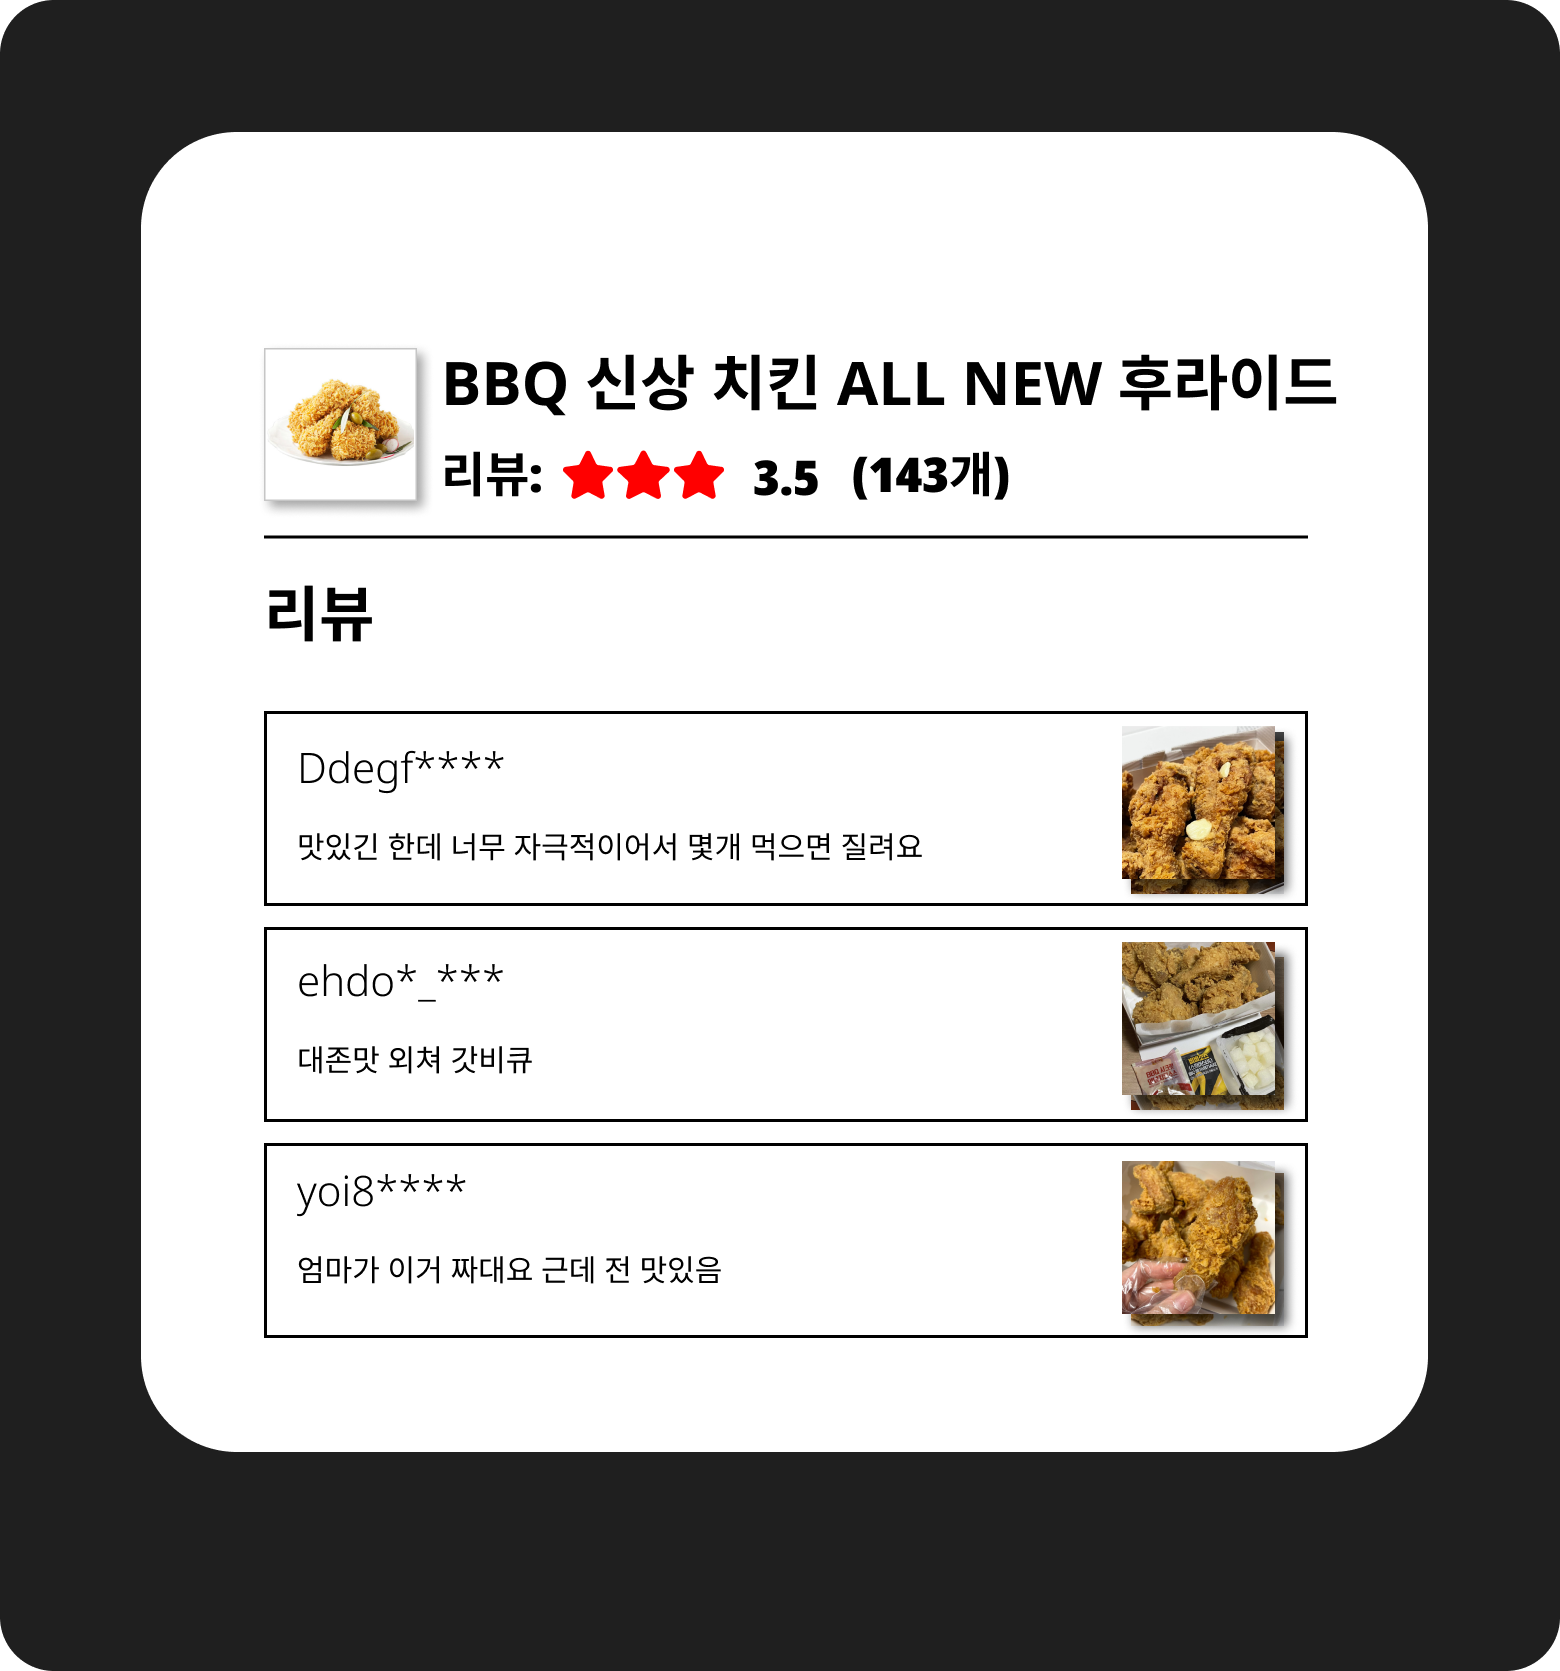 BBQ 신상 치킨 ALL NEW 후라이드
리뷰: 3.5 (143개)
리뷰
Ddegf****
맛있긴 한데 너무 자극적이어서 몇개 먹으면 질려요
ehdo*_***
대존맛 외쳐 갓비큐
yoi8****
엄마가 이거 짜대요 근데 전 맛있음